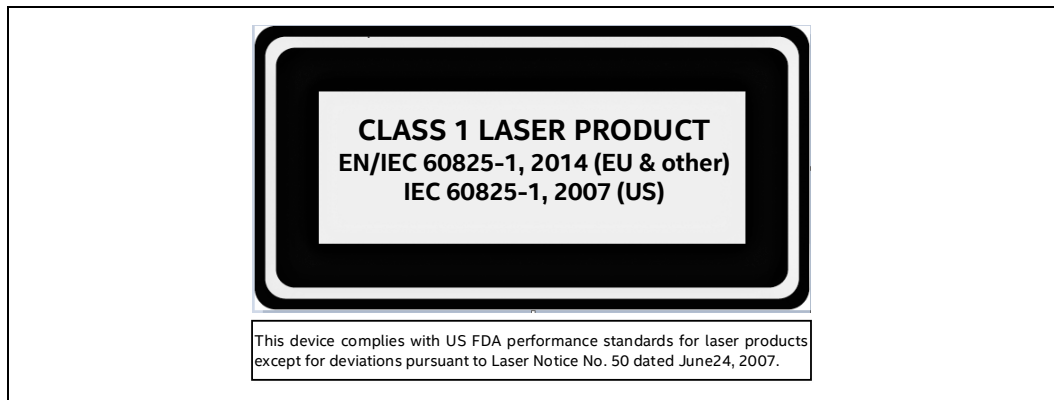 CLASS 1 LASER PRODUCT
EN/IEC 60825-1, 2014 (EU & other)
IEC 60825-1, 2007 (US)
This device complies with US FDA performance standards for laser products
except for deviations pursuant to Laser Notice No. 50 dated June24, 2007.